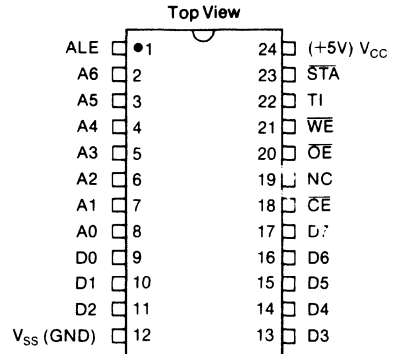 Top View
ALE 1 24 (+5V) VCC
A6 2 23 STA
A5 3 22 TI
A4 4 21 WE
A3 5 20 OE
A2 6 19 NC
A1 7 18 CE
A0 8 17
D0 9 16 D6
D1 10 15 D5
D2 11 14 D4
VSS (GND) 12 13 D3